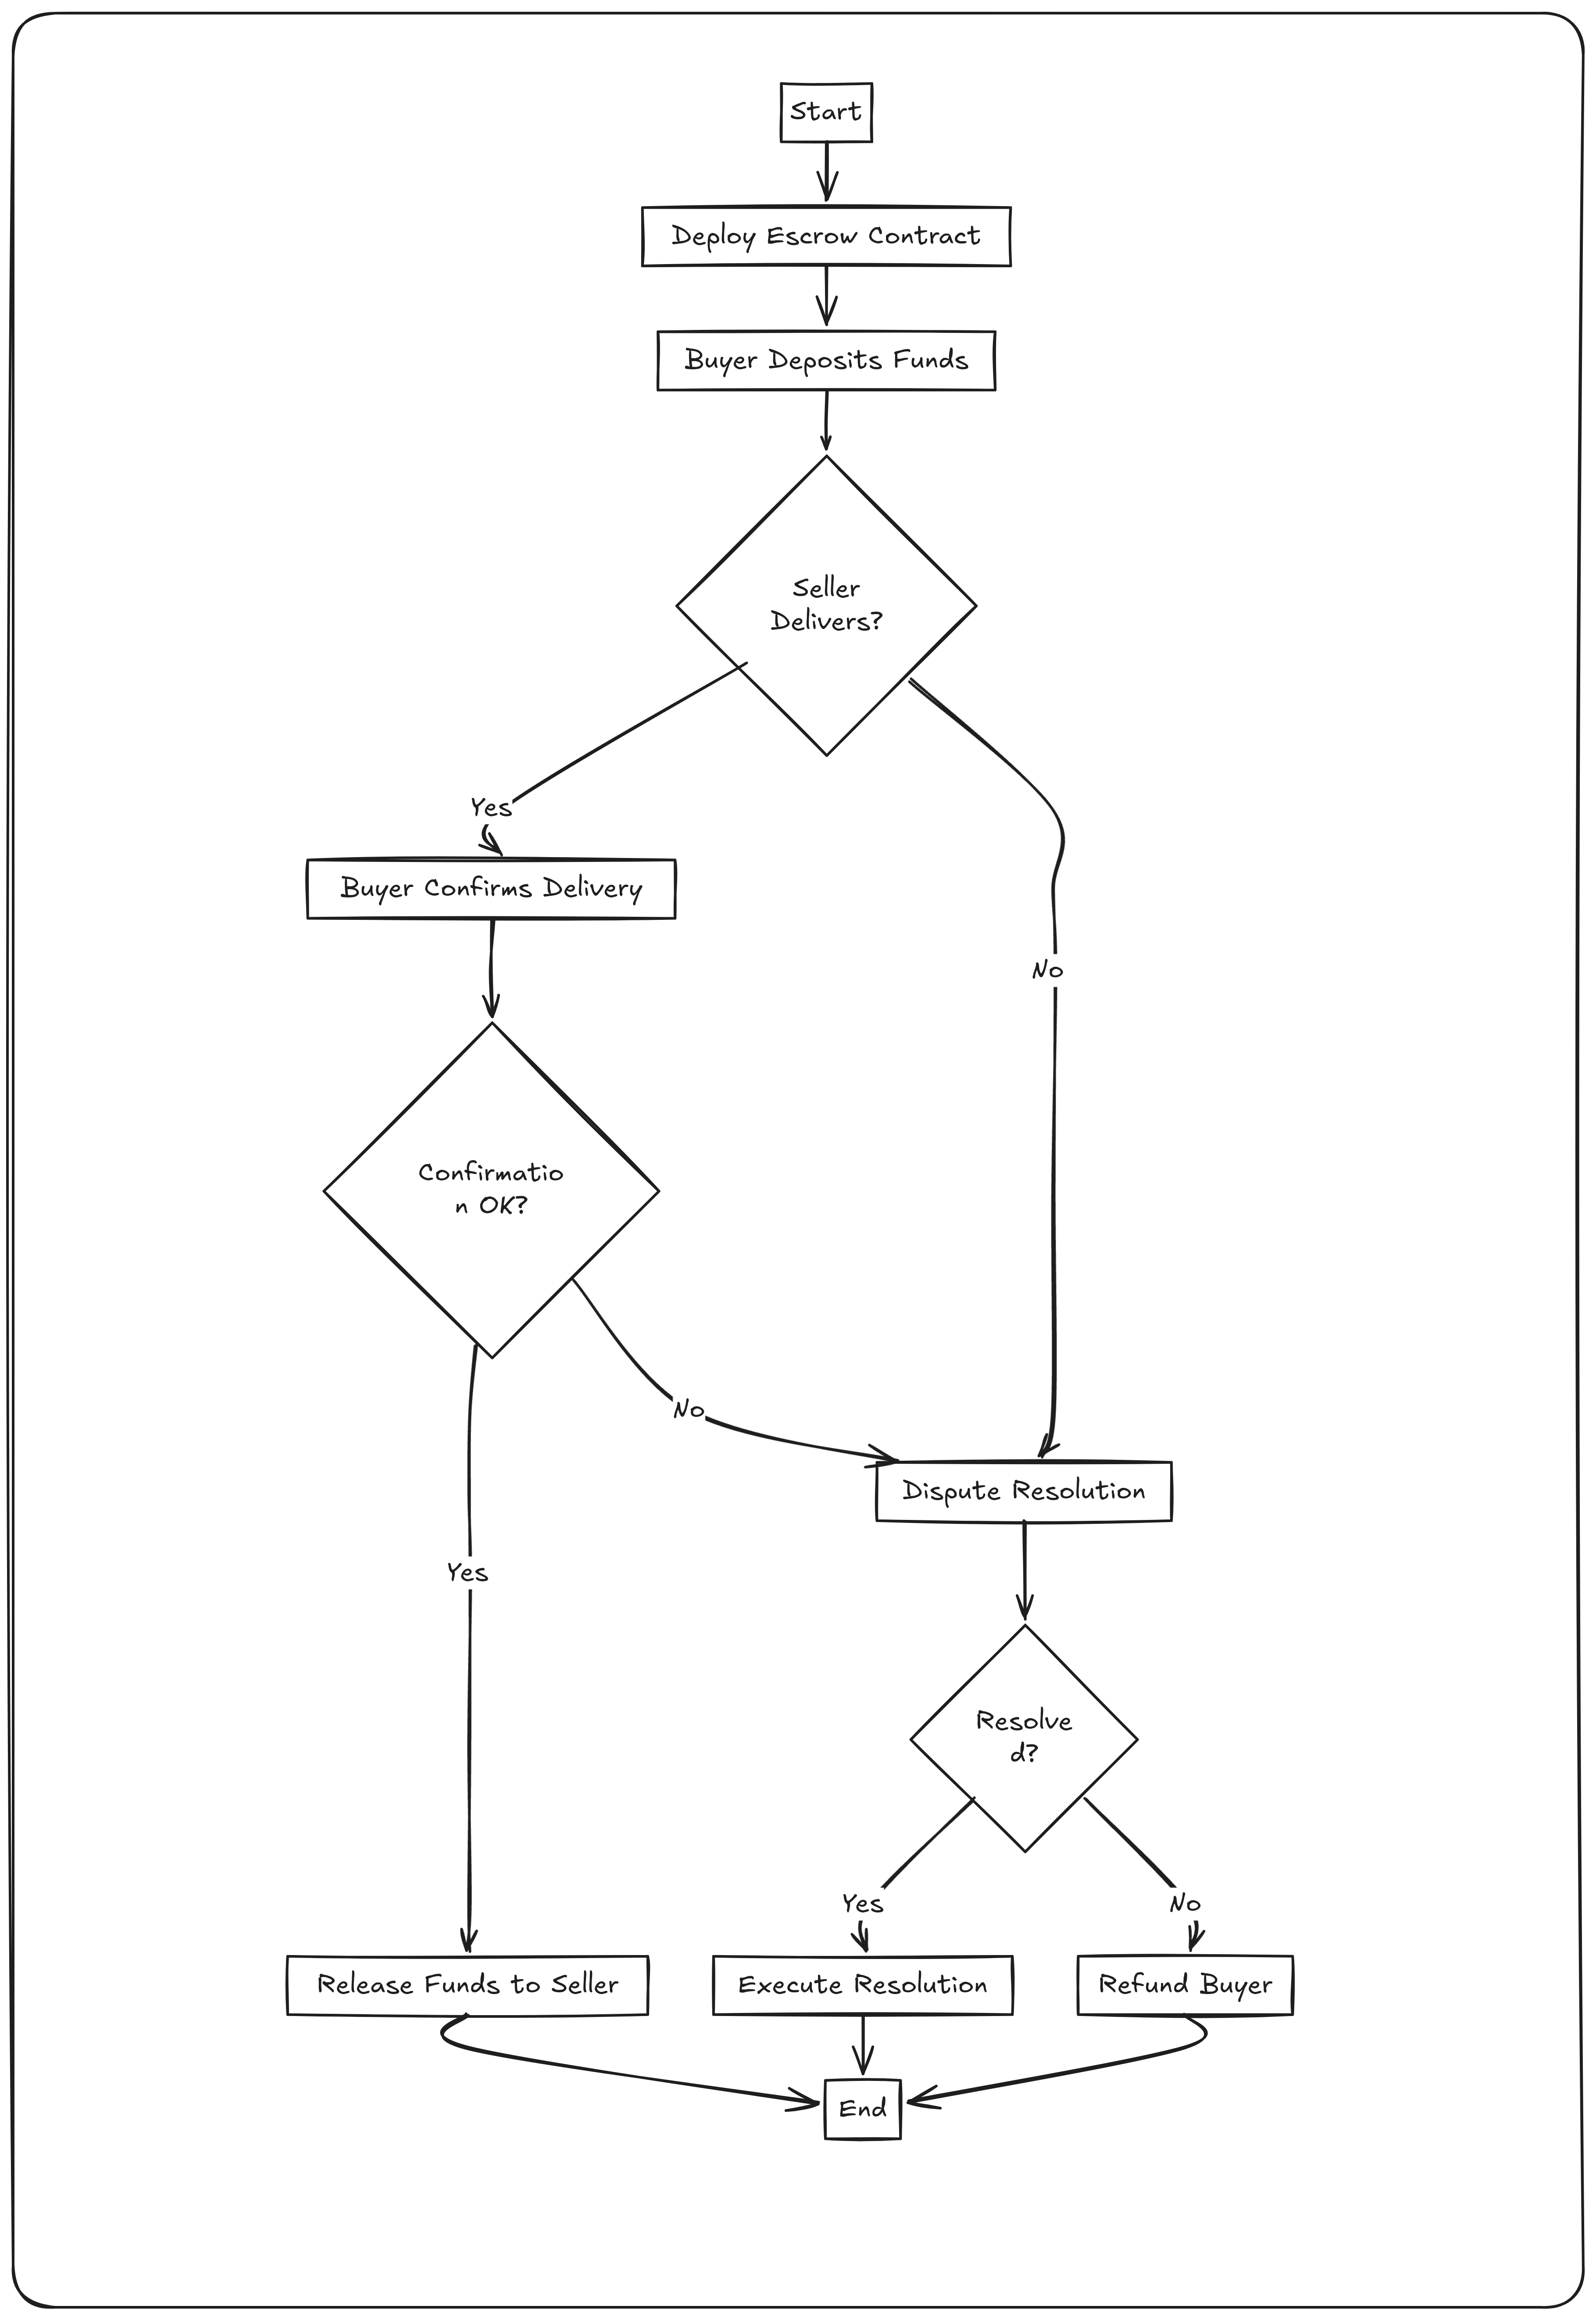 Start
Deploy Escrow Contract
Buyer Deposits Funds
Seller
Delivers?
Yes
Buyer Confirms Delivery
No
Confirmatio
n OK?
No
Dispute Resolution
Yes
Resolve
d?
Yes
No
Release Funds to Seller
Execute Resolution
Refund Buyer
End